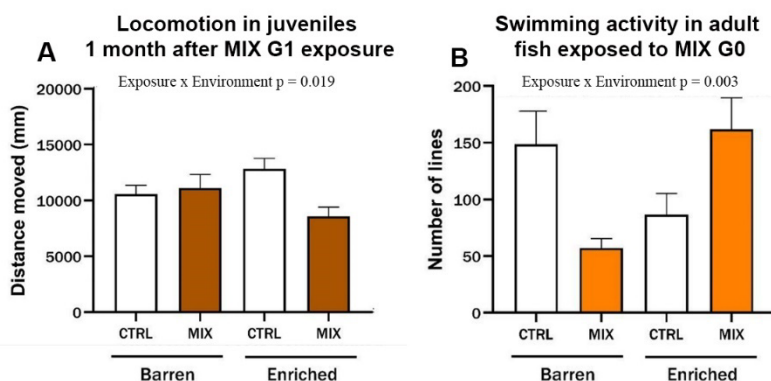 A
Locomotion in juveniles
1 month after MIX G1 exposure
Exposure x Environment p = 0.019
Distance moved (mm)
20000
15000
10000
5000
0
CTRL MIX CTRL MIX
Barren Enriched
B
Swimming activity in adult
fish exposed to MIX G0
Exposure x Environment p = 0.003
Number of lines
200
150
100
50
0
CTRL MIX CTRL MIX
Barren Enriched